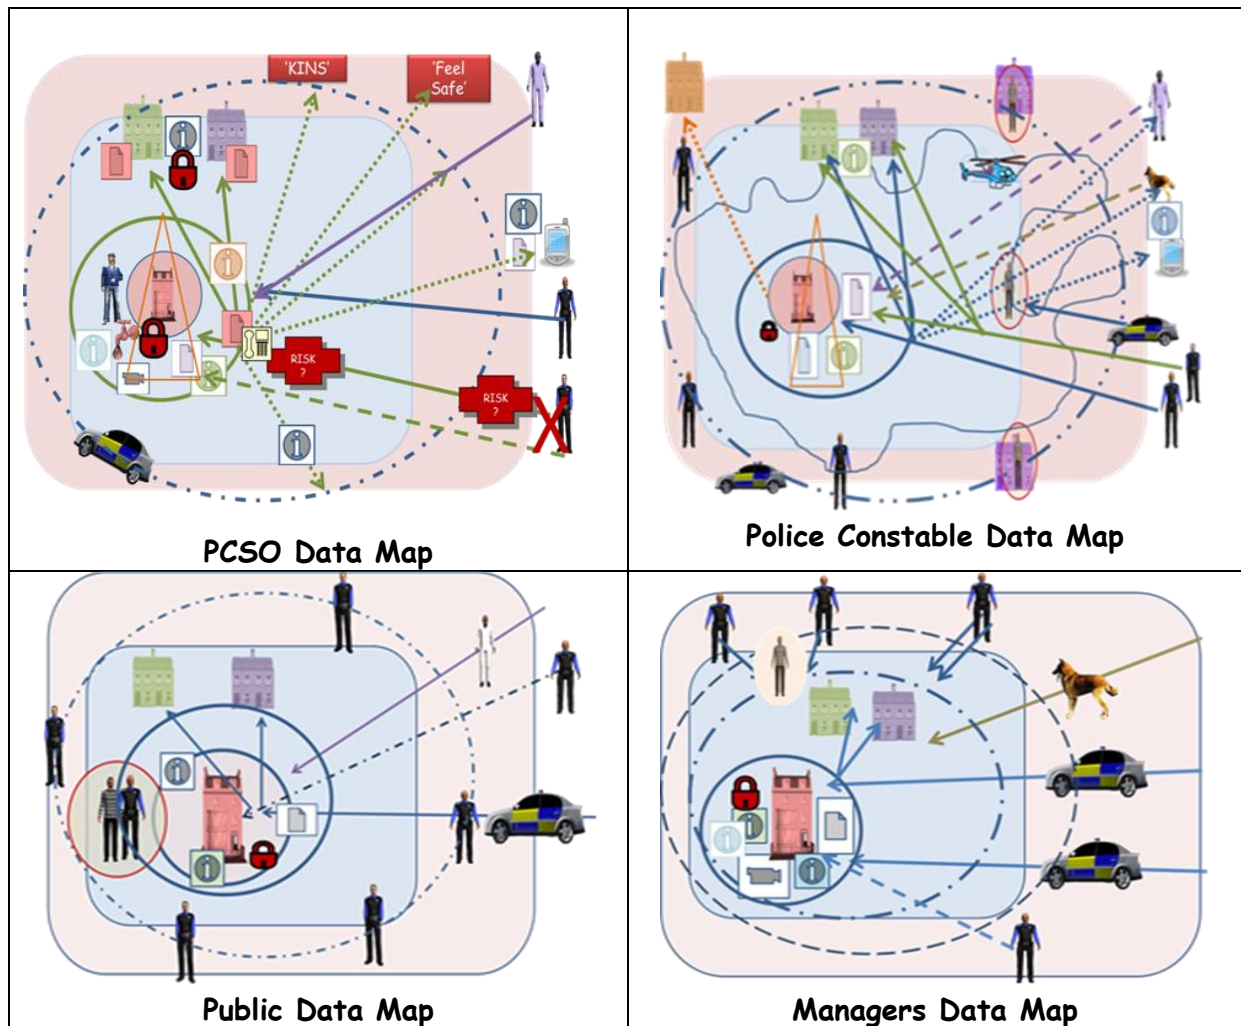 'KINS'
'Feel
Safe'
i
i
i
i
i
RISK
?
RISK
?
i
PCSO Data Map
i
i
i
Police Constable Data Map
i
i
Public Data Map
i
i
i
Managers Data Map